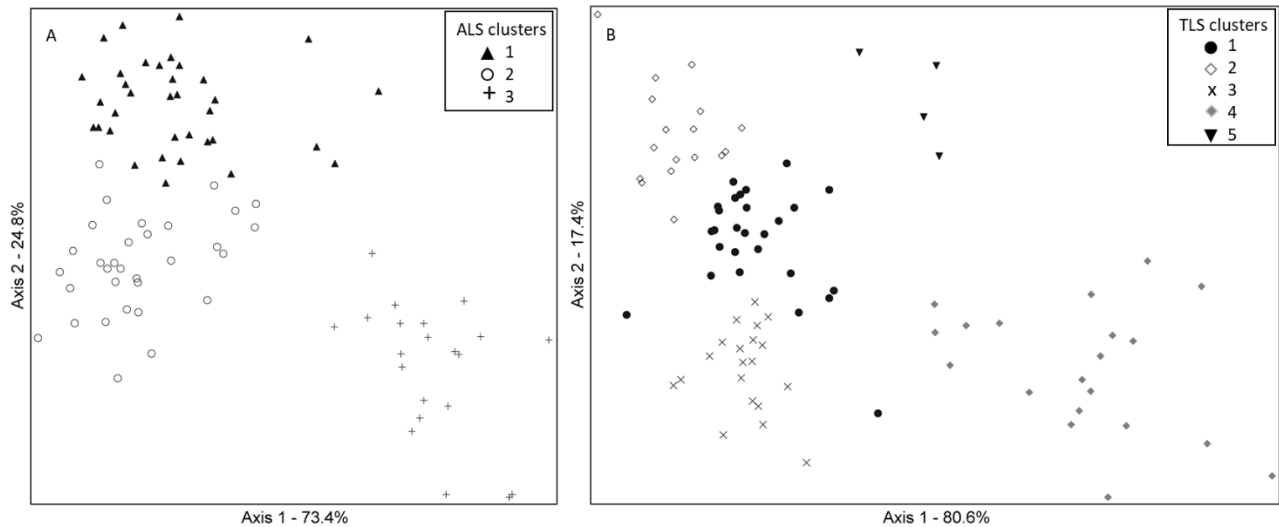 A
ALS clusters
1
2
3
Axis 2 - 24.8%
Axis 1 - 73.4%
B
TLS clusters
1
2
3
4
5
Axis 2 - 17.4%
Axis 1 - 80.6%